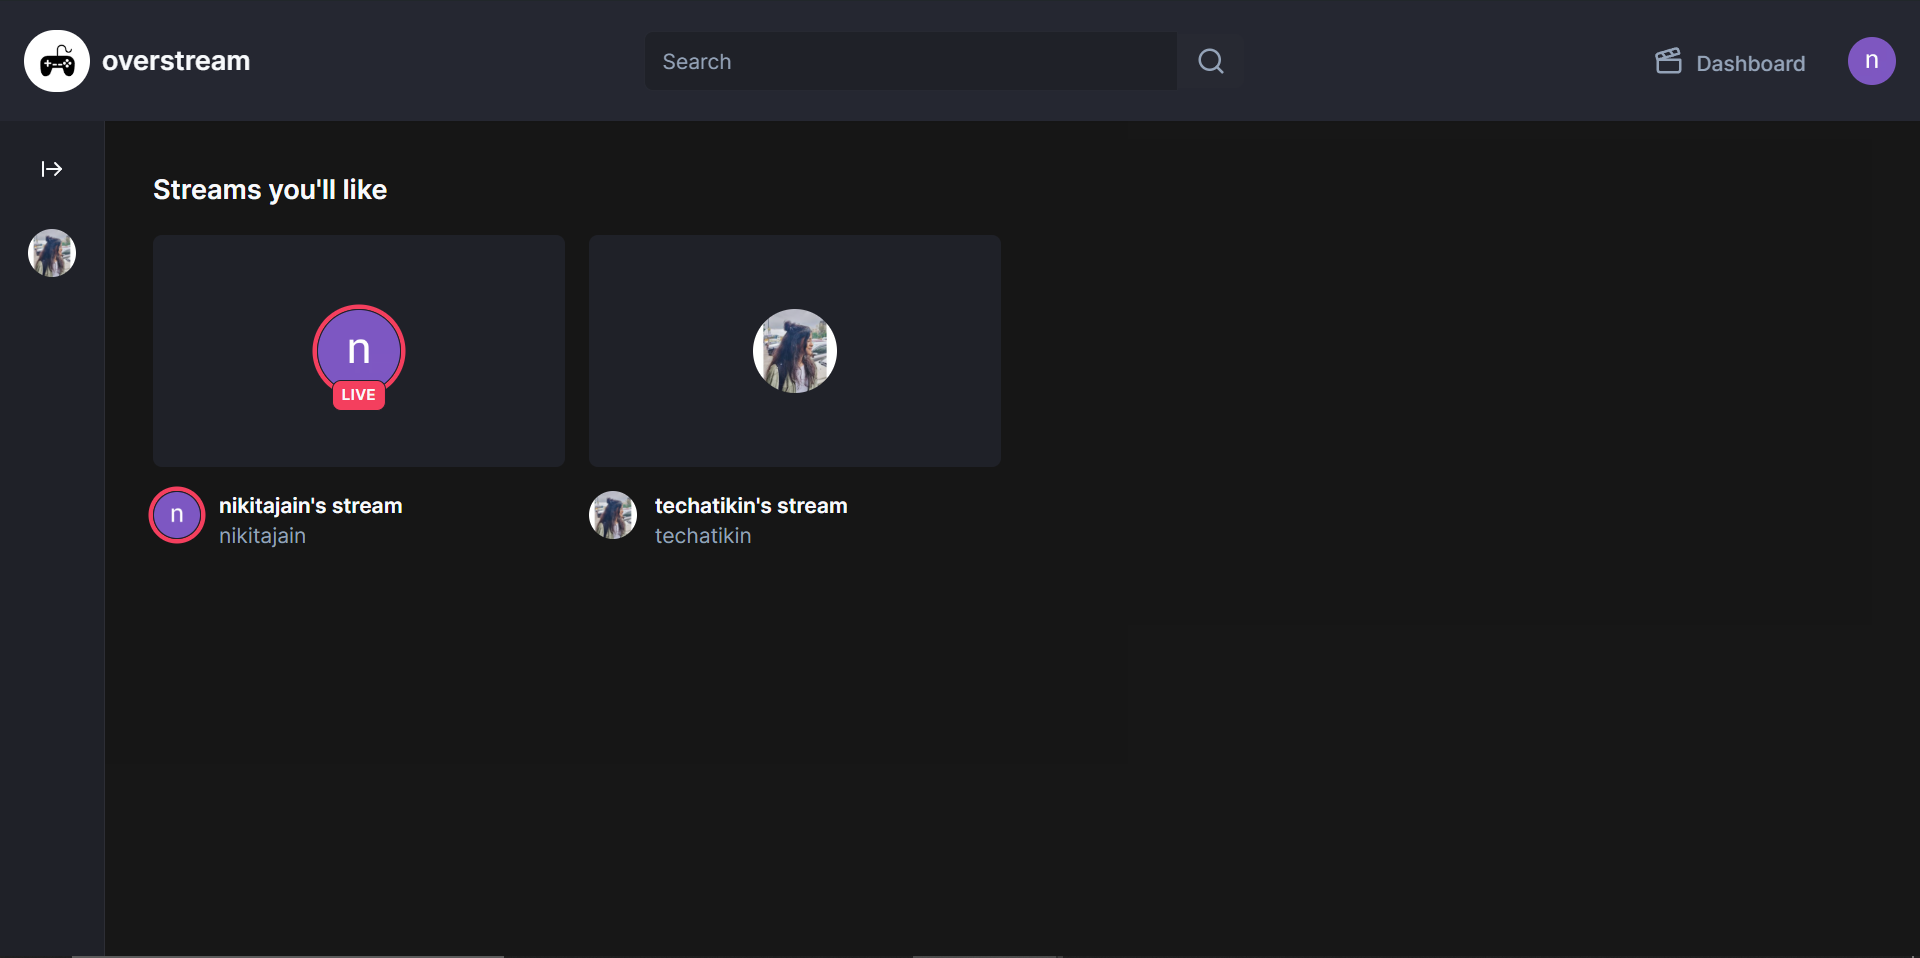 overstream
Search
Dashboard
n
Streams you'll like
n
LIVE
n
nikitajain's stream
nikitajain
techatikin's stream
techatikin